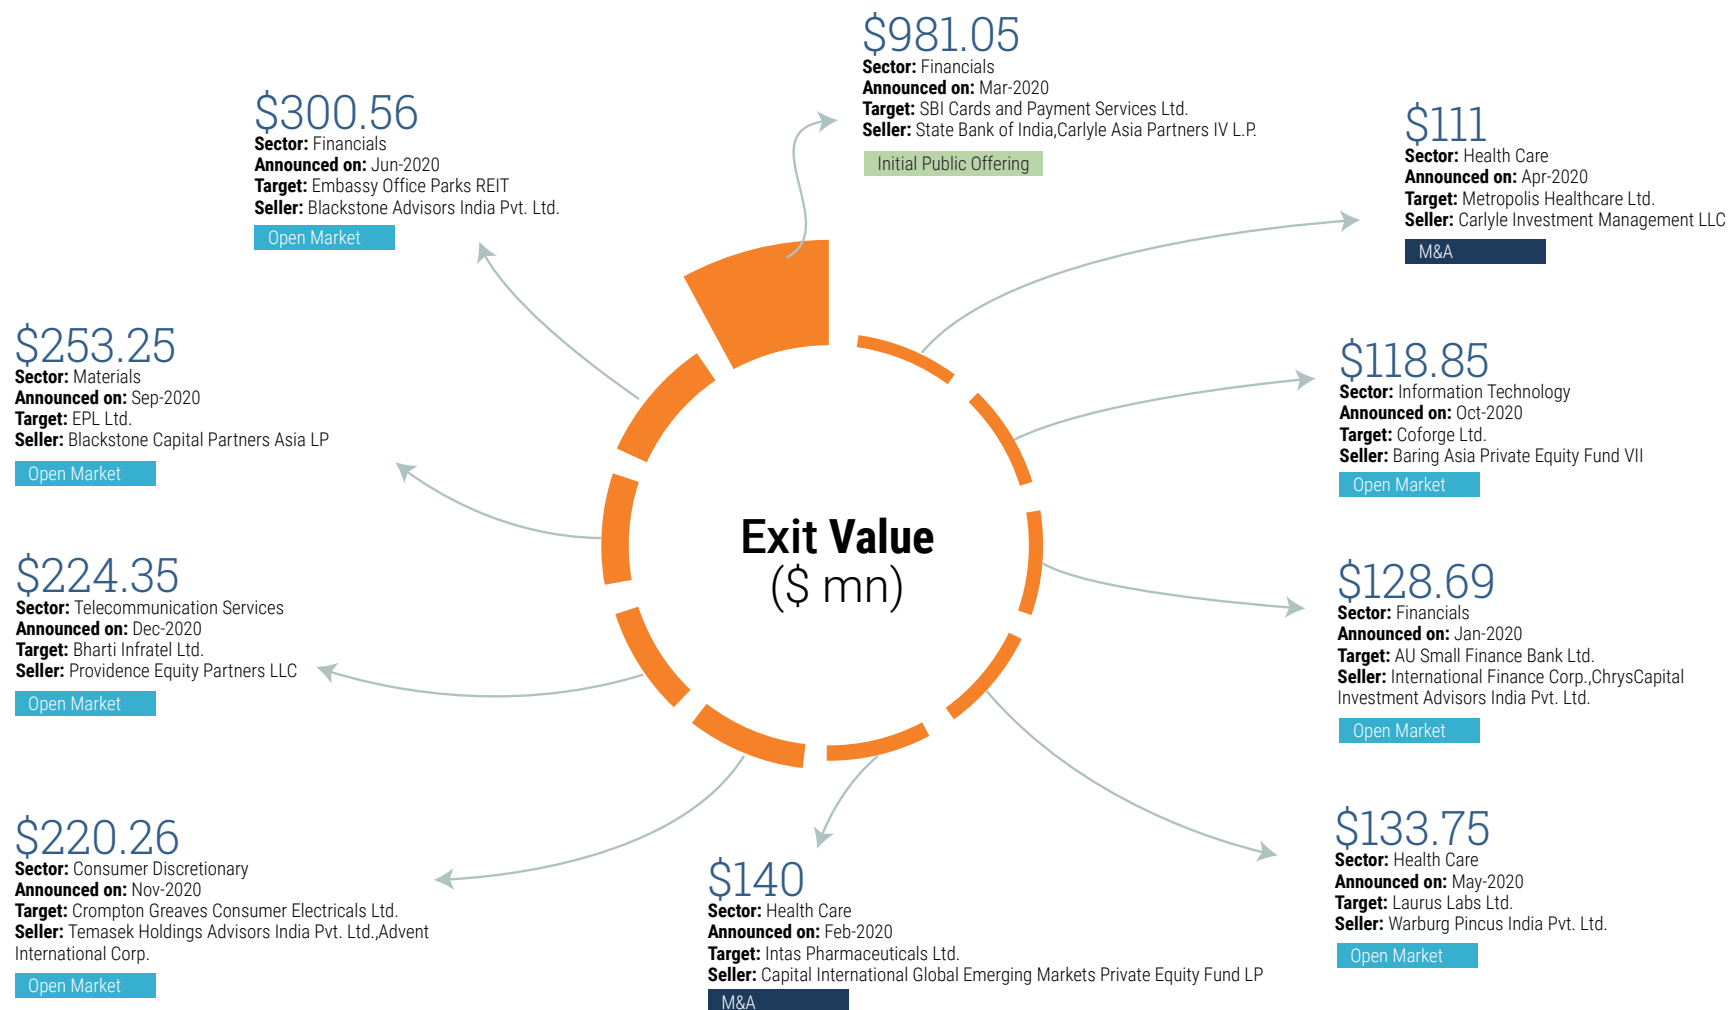 $981.05
Sector: Financials
Announced on: Mar-2020
Target: SBI Cards and Payment Services Ltd.
Seller: State Bank of India,Carlyle Asia Partners IV L.P.
Initial Public Offering
$300.56
Sector: Financials
Announced on: Jun-2020
Target: Embassy Office Parks REIT
Seller: Blackstone Advisors India Pvt. Ltd.
Open Market
$111
Sector: Health Care
Announced on: Apr-2020
Target: Metropolis Healthcare Ltd.
Seller: Carlyle Investment Management LLC
M&A
$253.25
Sector: Materials
Announced on: Sep-2020
Target: EPL Ltd.
Seller: Blackstone Capital Partners Asia LP
Open Market
$118.85
Sector: Information Technology
Announced on: Oct-2020
Target: Coforge Ltd.
Seller: Baring Asia Private Equity Fund VII
Open Market
Exit Value
($ mn)
$224.35
Sector: Telecommunication Services
Announced on: Dec-2020
Target: Bharti Infratel Ltd.
Seller: Providence Equity Partners LLC
Open Market
$128.69
Sector: Financials
Announced on: Jan-2020
Target: AU Small Finance Bank Ltd.
Seller: International Finance Corp.,ChrysCapital
Investment Advisors India Pvt. Ltd.
Open Market
$220.26
Sector: Consumer Discretionary
Announced on: Nov-2020
Target: Crompton Greaves Consumer Electricals Ltd.
Seller: Temasek Holdings Advisors India Pvt. Ltd.,Advent
International Corp.
Open Market
$140
Sector: Health Care
Announced on: Feb-2020
Target: Intas Pharmaceuticals Ltd.
Seller: Capital International Global Emerging Markets Private Equity Fund LP
M&A
$133.75
Sector: Health Care
Announced on: May-2020
Target: Laurus Labs Ltd.
Seller: Warburg Pincus India Pvt. Ltd.
Open Market